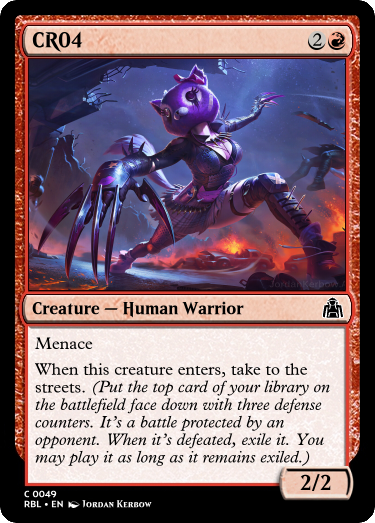 CR04
2
JordanKerbow
Creature — Human Warrior
Menace
When this creature enters, take to the
streets. (Put the top card of your library on
the battlefield face down with three defense
counters. It's a battle protected by an
opponent. When it's defeated, exile it. You
may play it as long as it remains exiled.)
2/2
C 0049
RBL • EN Jordan Kerbow